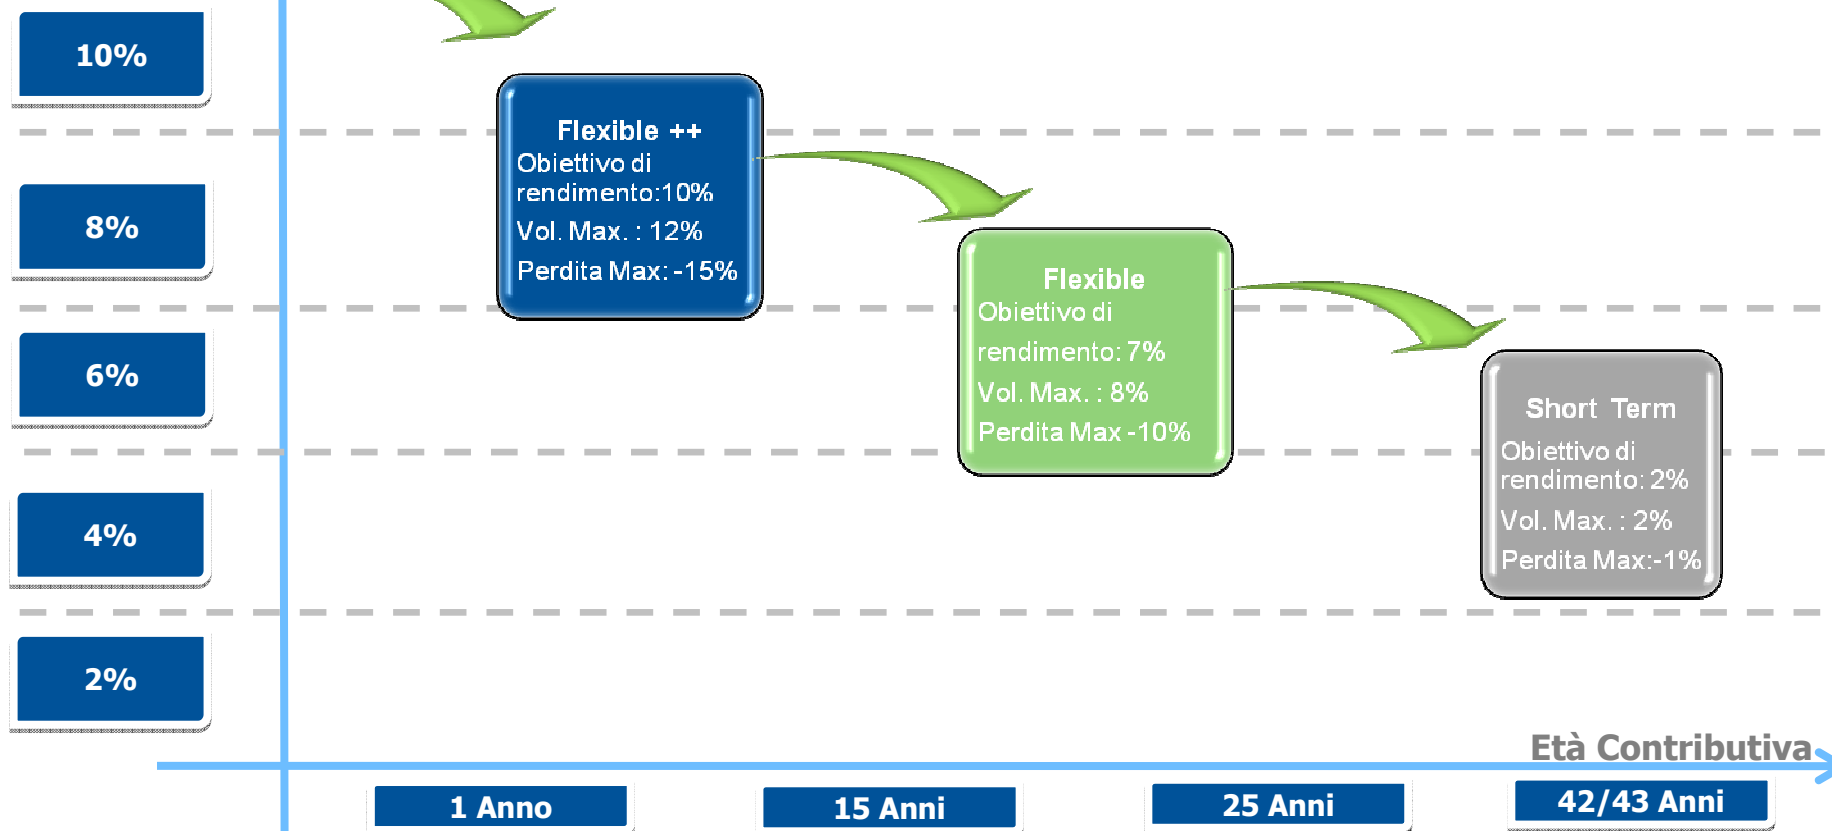 10%
8%
6%
4%
2%
Flexible ++
Obiettivo di
rendimento:10%
Vol. Max. : 12%
Perdita Max: -15%
Flexible
Obiettivo di
rendimento: 7%
Vol. Max. : 8%
Perdita Max -10%
Short Term
Obiettivo di
rendimento: 2%
Vol. Max. : 2%
Perdita Max:-1%
Età Contributiva
1 Anno
15 Anni
25 Anni
42/43 Anni